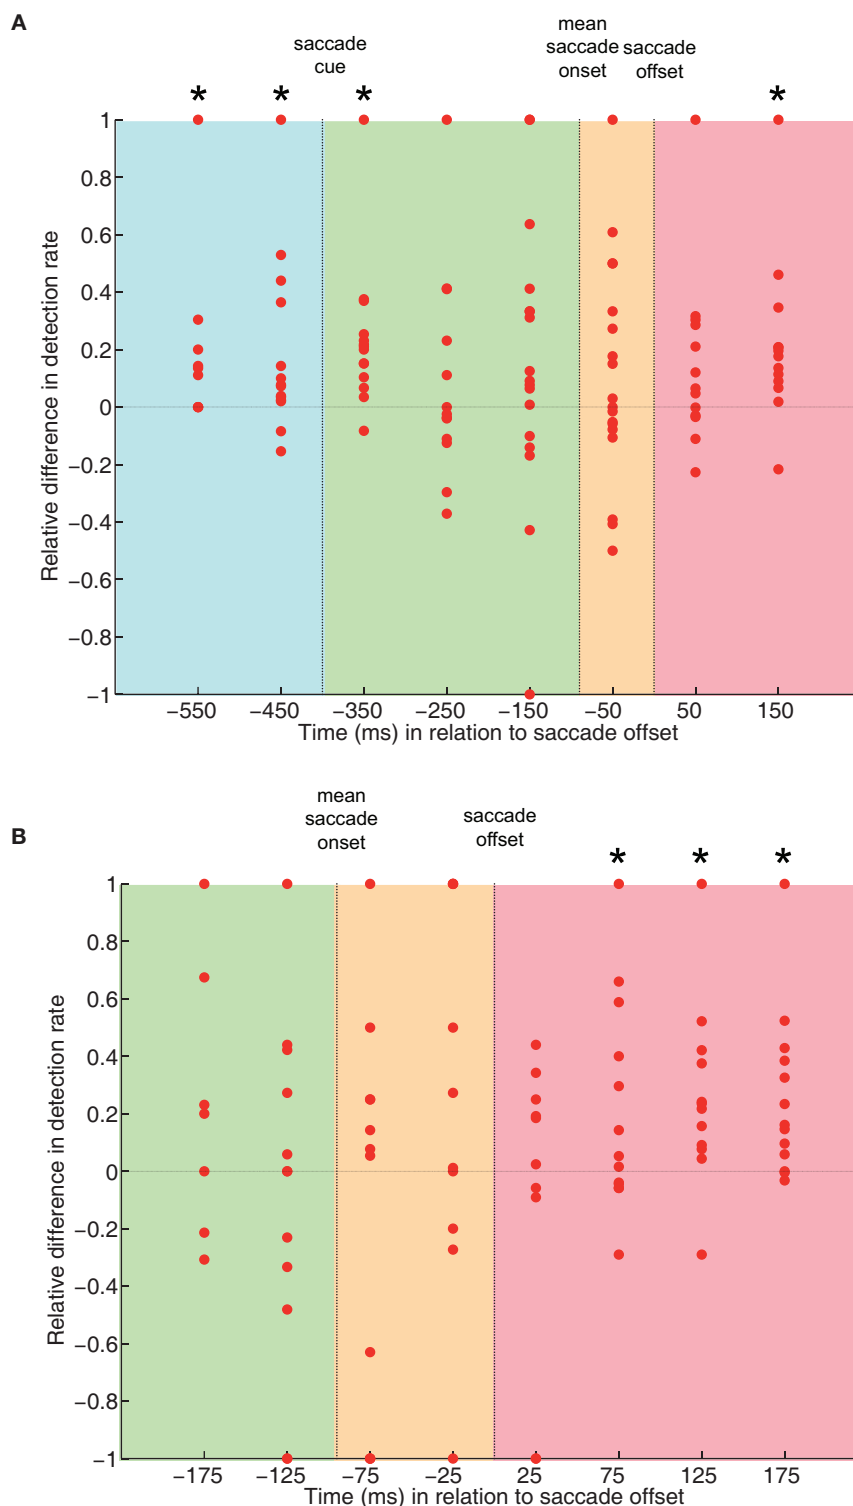 A
saccade
cue
mean
saccade
onset
saccade
offset
* * * *
1
0.8
0.6
0.4
0.2
0
−0.2
−0.4
−0.6
−0.8
−1
Relative difference in detection rate
−550 −450 −350 −250 −150 −50 50 150
Time (ms) in relation to saccade offset
B
mean
saccade
onset
saccade
offset
* * *
1
0.8
0.6
0.4
0.2
0
−0.2
−0.4
−0.6
−0.8
−1
Relative difference in detection rate
−175 −125 −75 −25 25 75 125 175
Time (ms) in relation to saccade offset